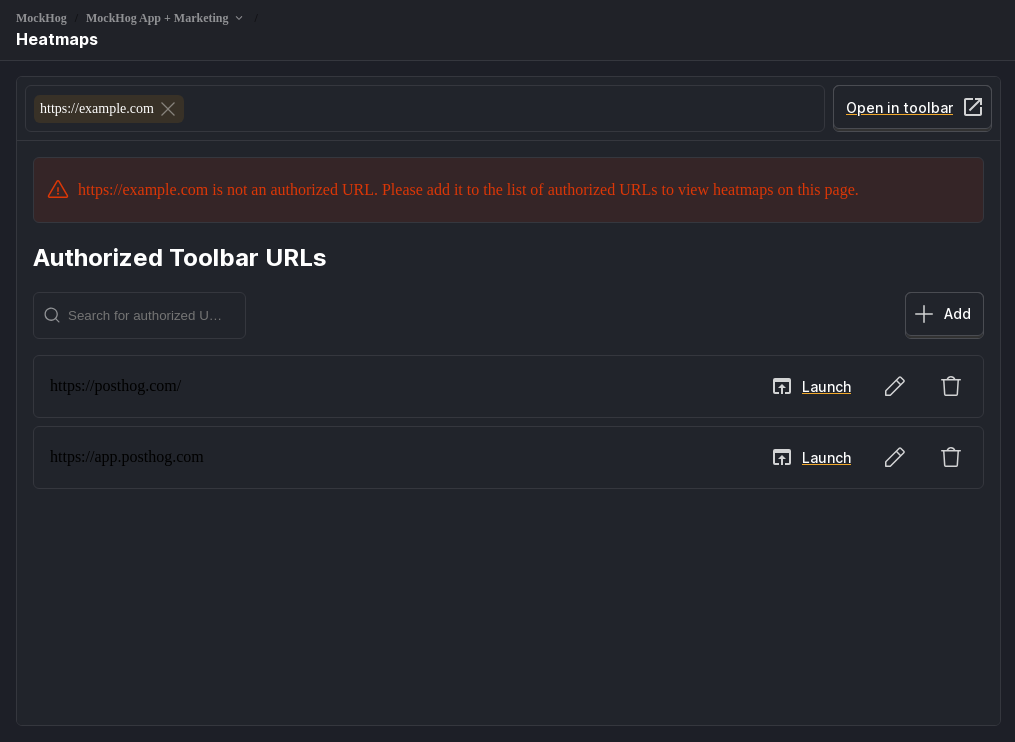 MockHog / MockHog App + Marketing /
Heatmaps
https://example.com
Open in toolbar
https://example.com is not an authorized URL. Please add it to the list of authorized URLs to view heatmaps on this page.
Authorized Toolbar URLs
Search for authorized U…
Add
https://posthog.com/
Launch
https://app.posthog.com
Launch